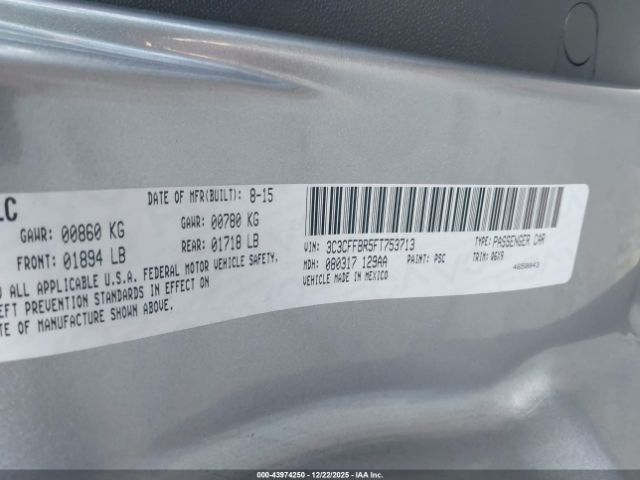 LC
DATE OF MFR(BUILT): 8-15
GAWR: 00860 KG GAWR: 00780 KG
FRONT: 01894 LB REAR: 01718 LB
O ALL APPLICABLE U.S.A. FEDERAL MOTOR VEHICLE SAFETY,
EFT PREVENTION STANDARDS IN EFFECT ON
TE OF MANUFACTURE SHOWN ABOVE.
VIN: 3C3CFFBR5FT753713 TYPE: PASSENGER CAR
MDH: 080317 129AA PAINT: PSC TRIM: 06X9
VEHICLE MADE IN MEXICO
00-43974250 | 12/22/2025 - IAA Inc.